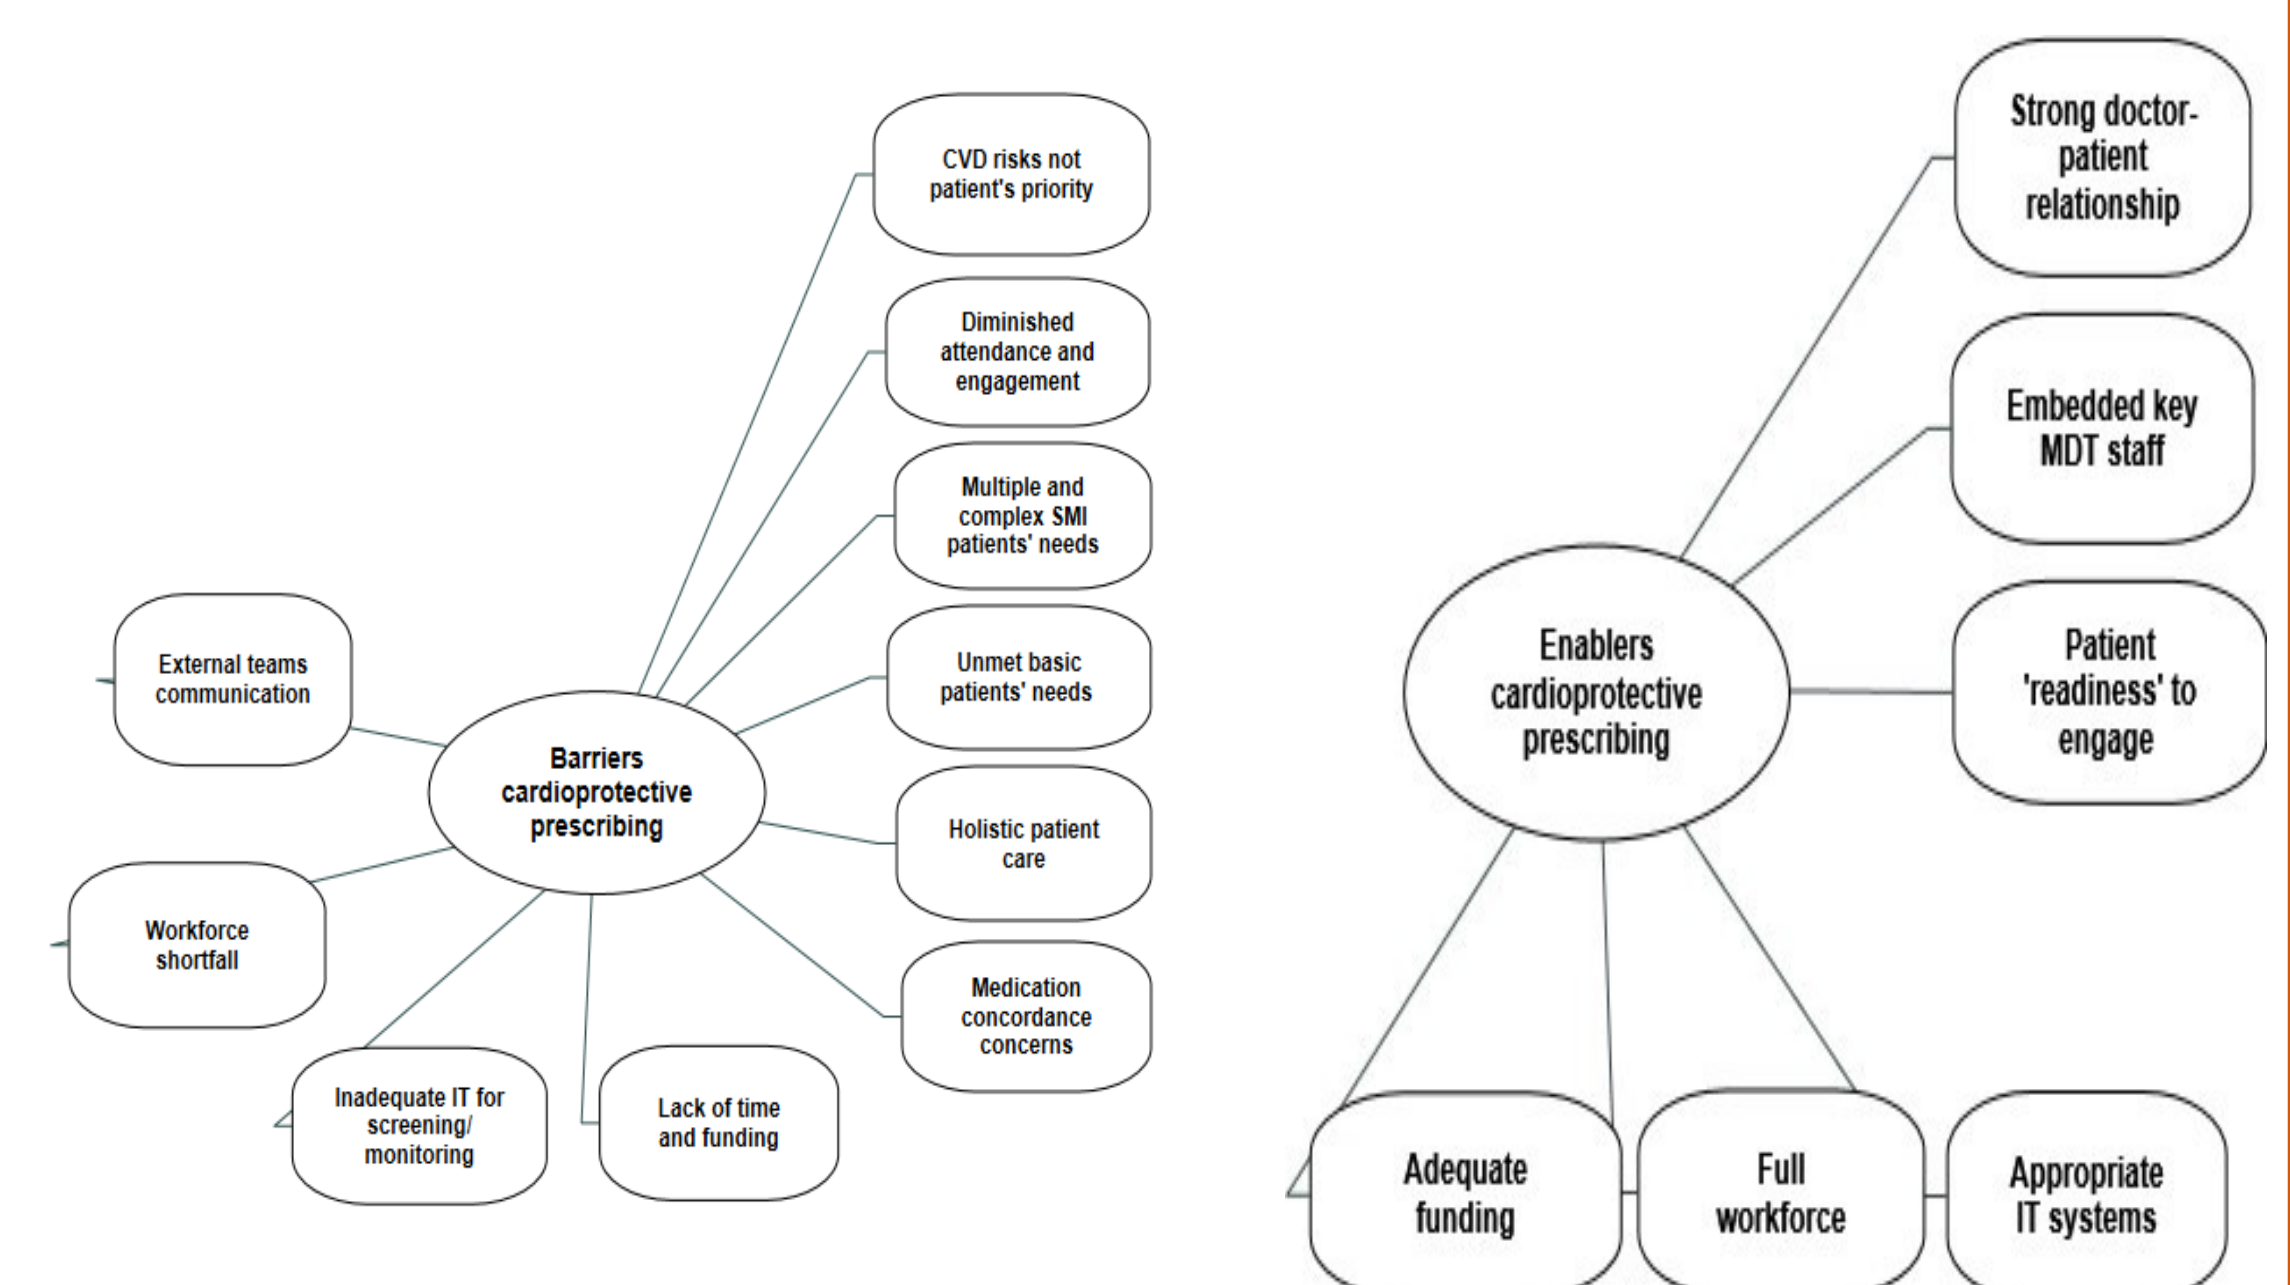 CVD risks not
patient's priority
Diminished
attendance and
engagement
Multiple and
complex SMI
patients' needs
Unmet basic
patients' needs
Holistic patient
care
Medication
concordance
concerns
External teams
communication
Barriers
cardioprotective
prescribing
Workforce
shortfall
Inadequate IT for
screening/
monitoring
Lack of time
and funding
Strong doctor-
patient
relationship
Embedded key
MDT staff
Patient
'readiness' to
engage
Enablers
cardioprotective
prescribing
Adequate
funding
Full
workforce
Appropriate
IT systems